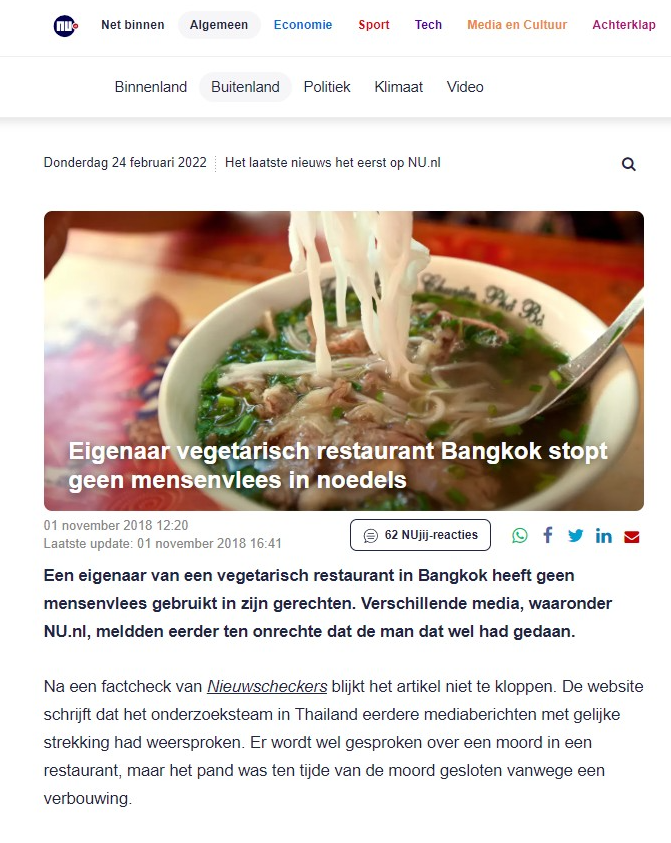 NU.nl
Net binnen Algemeen Economie Sport Tech Media en Cultuur Achterklap
Binnenland Buitenland Politiek Klimaat Video
Donderdag 24 februari 2022 Het laatste nieuws het eerst op NU.nl
Phở Bò
Eigenaar vegetarisch restaurant Bangkok stopt
geen mensenvlees in noedels
01 november 2018 12:20
Laatste update: 01 november 2018 16:41
62 NUjij-reacties
Een eigenaar van een vegetarisch restaurant in Bangkok heeft geen
mensenvlees gebruikt in zijn gerechten. Verschillende media, waaronder
NU.nl, meldden eerder ten onrechte dat de man dat wel had gedaan.
Na een factcheck van Nieuwscheckers blijkt het artikel niet te kloppen. De website
schrijft dat het onderzoeksteam in Thailand eerdere mediaberichten met gelijke
strekking had weersproken. Er wordt wel gesproken over een moord in een
restaurant, maar het pand was ten tijde van de moord gesloten vanwege een
verbouwing.